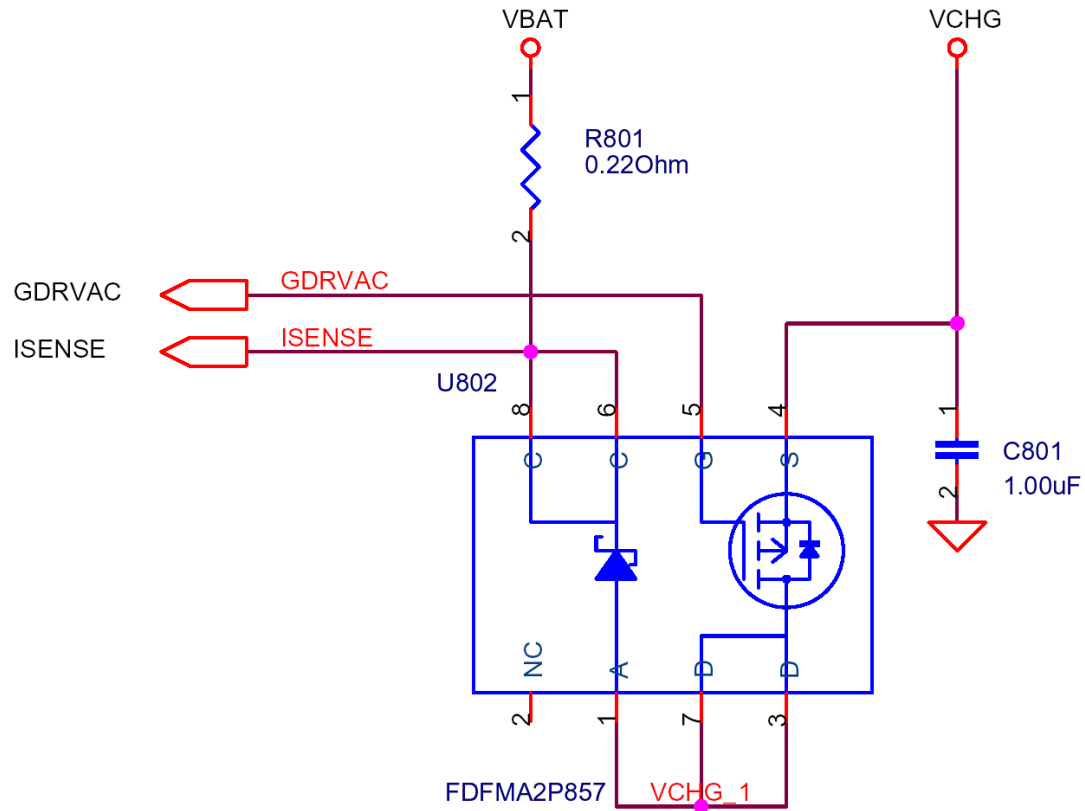 VBAT
VCHG
1
R801
0.22Ohm
2
GDRVAC
GDRVAC
ISENSE
ISENSE
U802
8
6
5
4
1
C
C
G
S
C801
1.00uF
2
NC
A
D
D
2
1
7
3
FDFMA2P857
VCHG_1